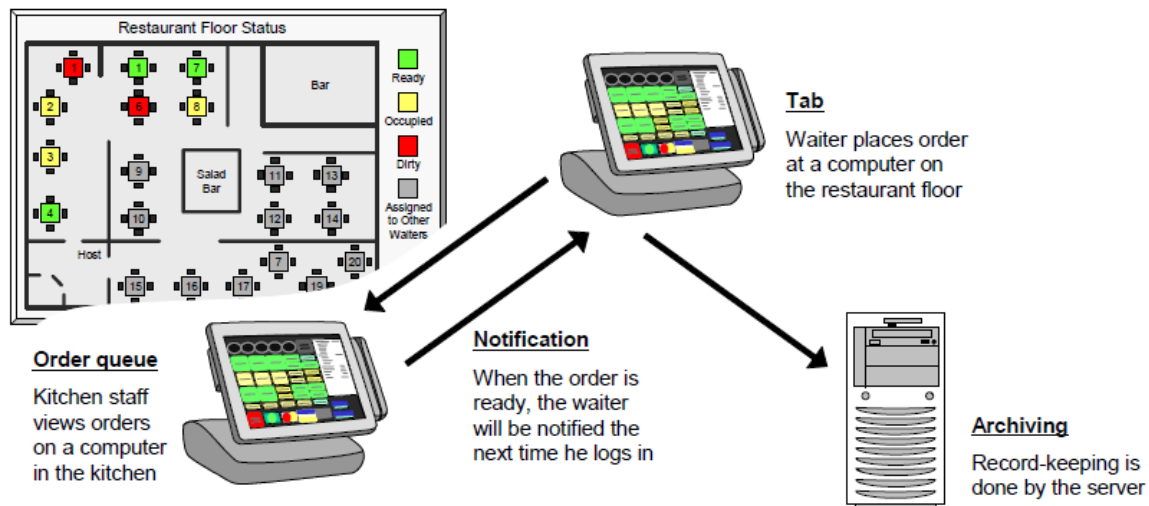 Restaurant Floor Status
1
1
7
Ready
Bar
2
6
8
Occupied
3
Dirty
9
Salad
Bar
11
13
4
10
12
14
Assigned
to Other
Waiters
Host
7
20
15
16
17
19
Tab
Waiter places order
at a computer on
the restaurant floor
Order queue
Kitchen staff
views orders
on a computer
in the kitchen
Notification
When the order is
ready, the waiter
will be notified the
next time he logs in
Archiving
Record-keeping is
done by the server